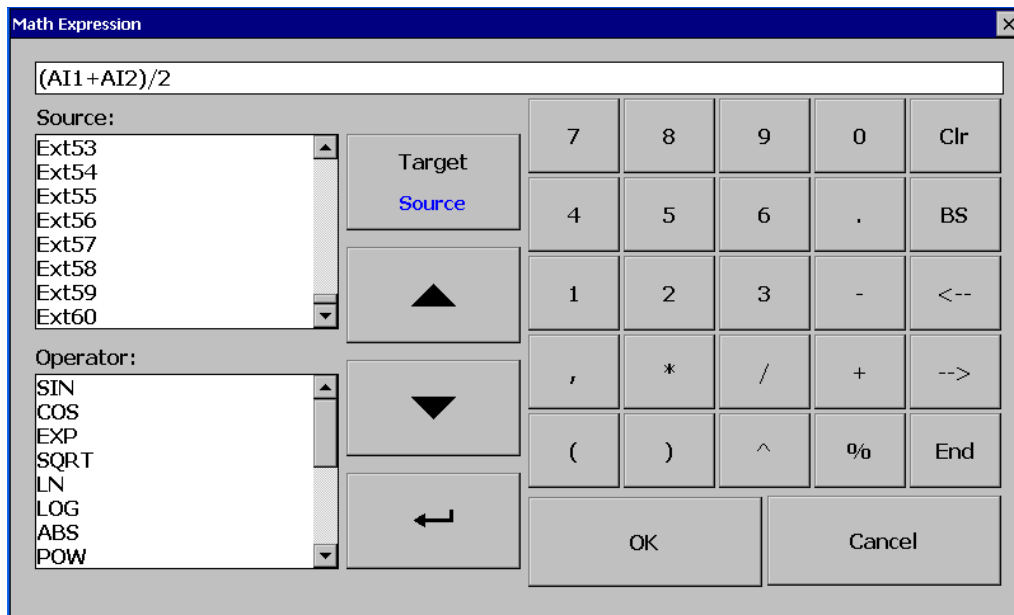 Math Expression
(AI1+AI2)/2
Source:
Ext53
Ext54
Ext55
Ext56
Ext57
Ext58
Ext59
Ext60
Operator:
SIN
COS
EXP
SQRT
LN
LOG
ABS
POW
Target
Source
7 8 9 0 Clr
4 5 6 . BS
1 2 3 - <--
, * / + -->
( ) ^ % End
OK Cancel